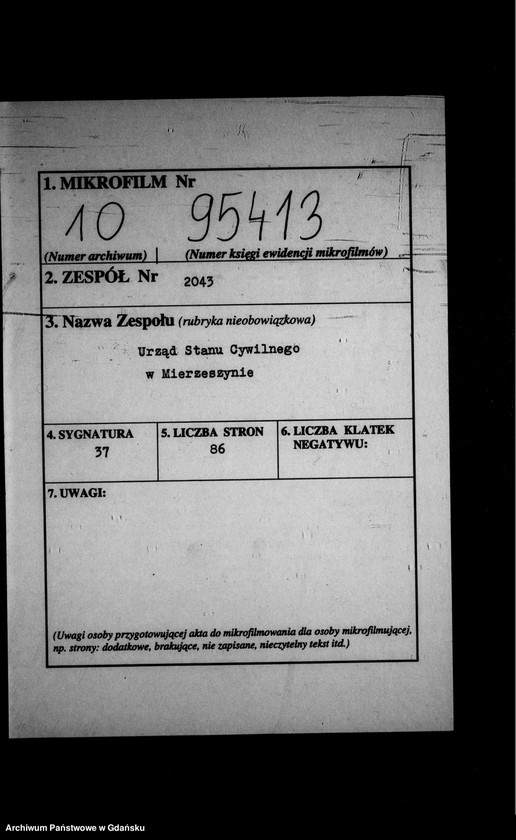 1. MIKROFILM Nr
10 95413
(Numer archiwum) (Numer księgi ewidencji mikrofilmów)
2. ZESPÓŁ Nr 2043
3. Nazwa Zespołu (rubryka nieobowiązkowa)
Urząd Stanu Cywilnego
w Mierzeszynie
4. SYGNATURA 5. LICZBA STRON 6. LICZBA KLATEK
NEGATYWU:
37 86
7. UWAGI:
(Uwagi osoby przygotowującej akta do mikrofilmowania dla osoby mikrofilmującej,
np. strony: dodatkowe, brakujące, nie zapisane, nieczytelny tekst itd.)
Archiwum Państwowe w Gdańsku